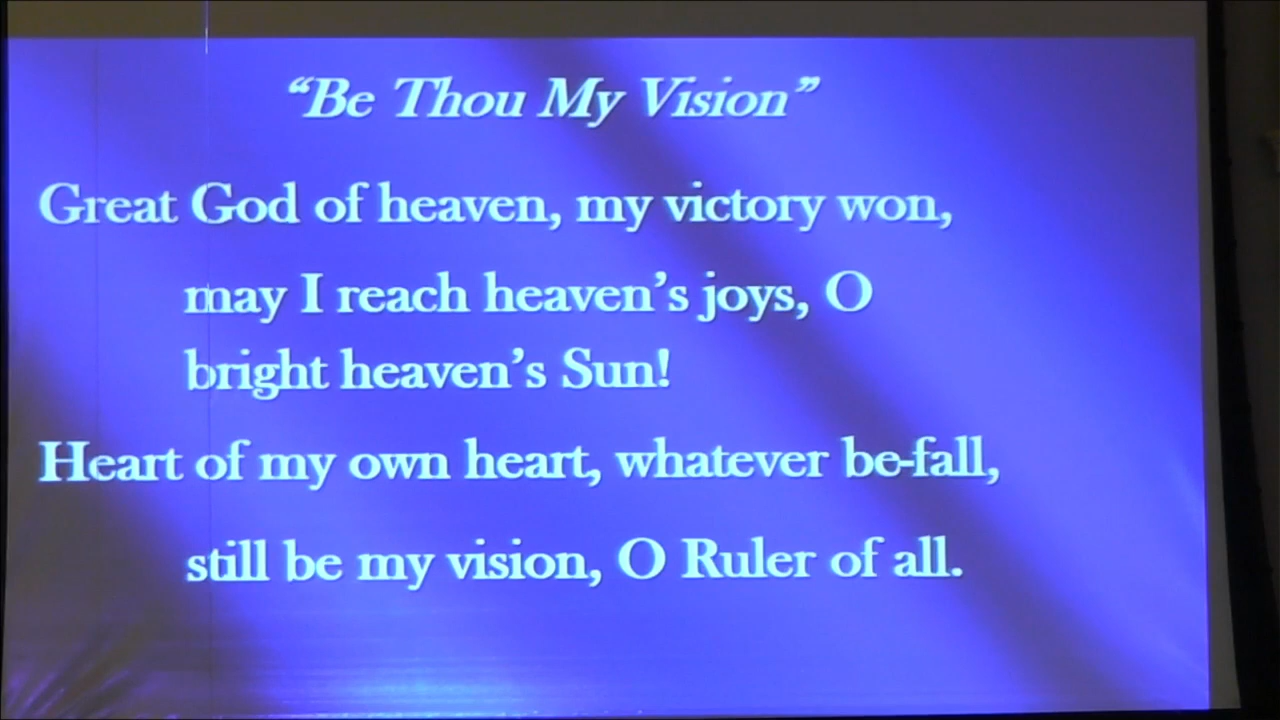 “Be Thou My Vision”
Great God of heaven, my victory won,
may I reach heaven’s joys, O
bright heaven’s Sun!
Heart of my own heart, whatever be-fall,
still be my vision, O Ruler of all.